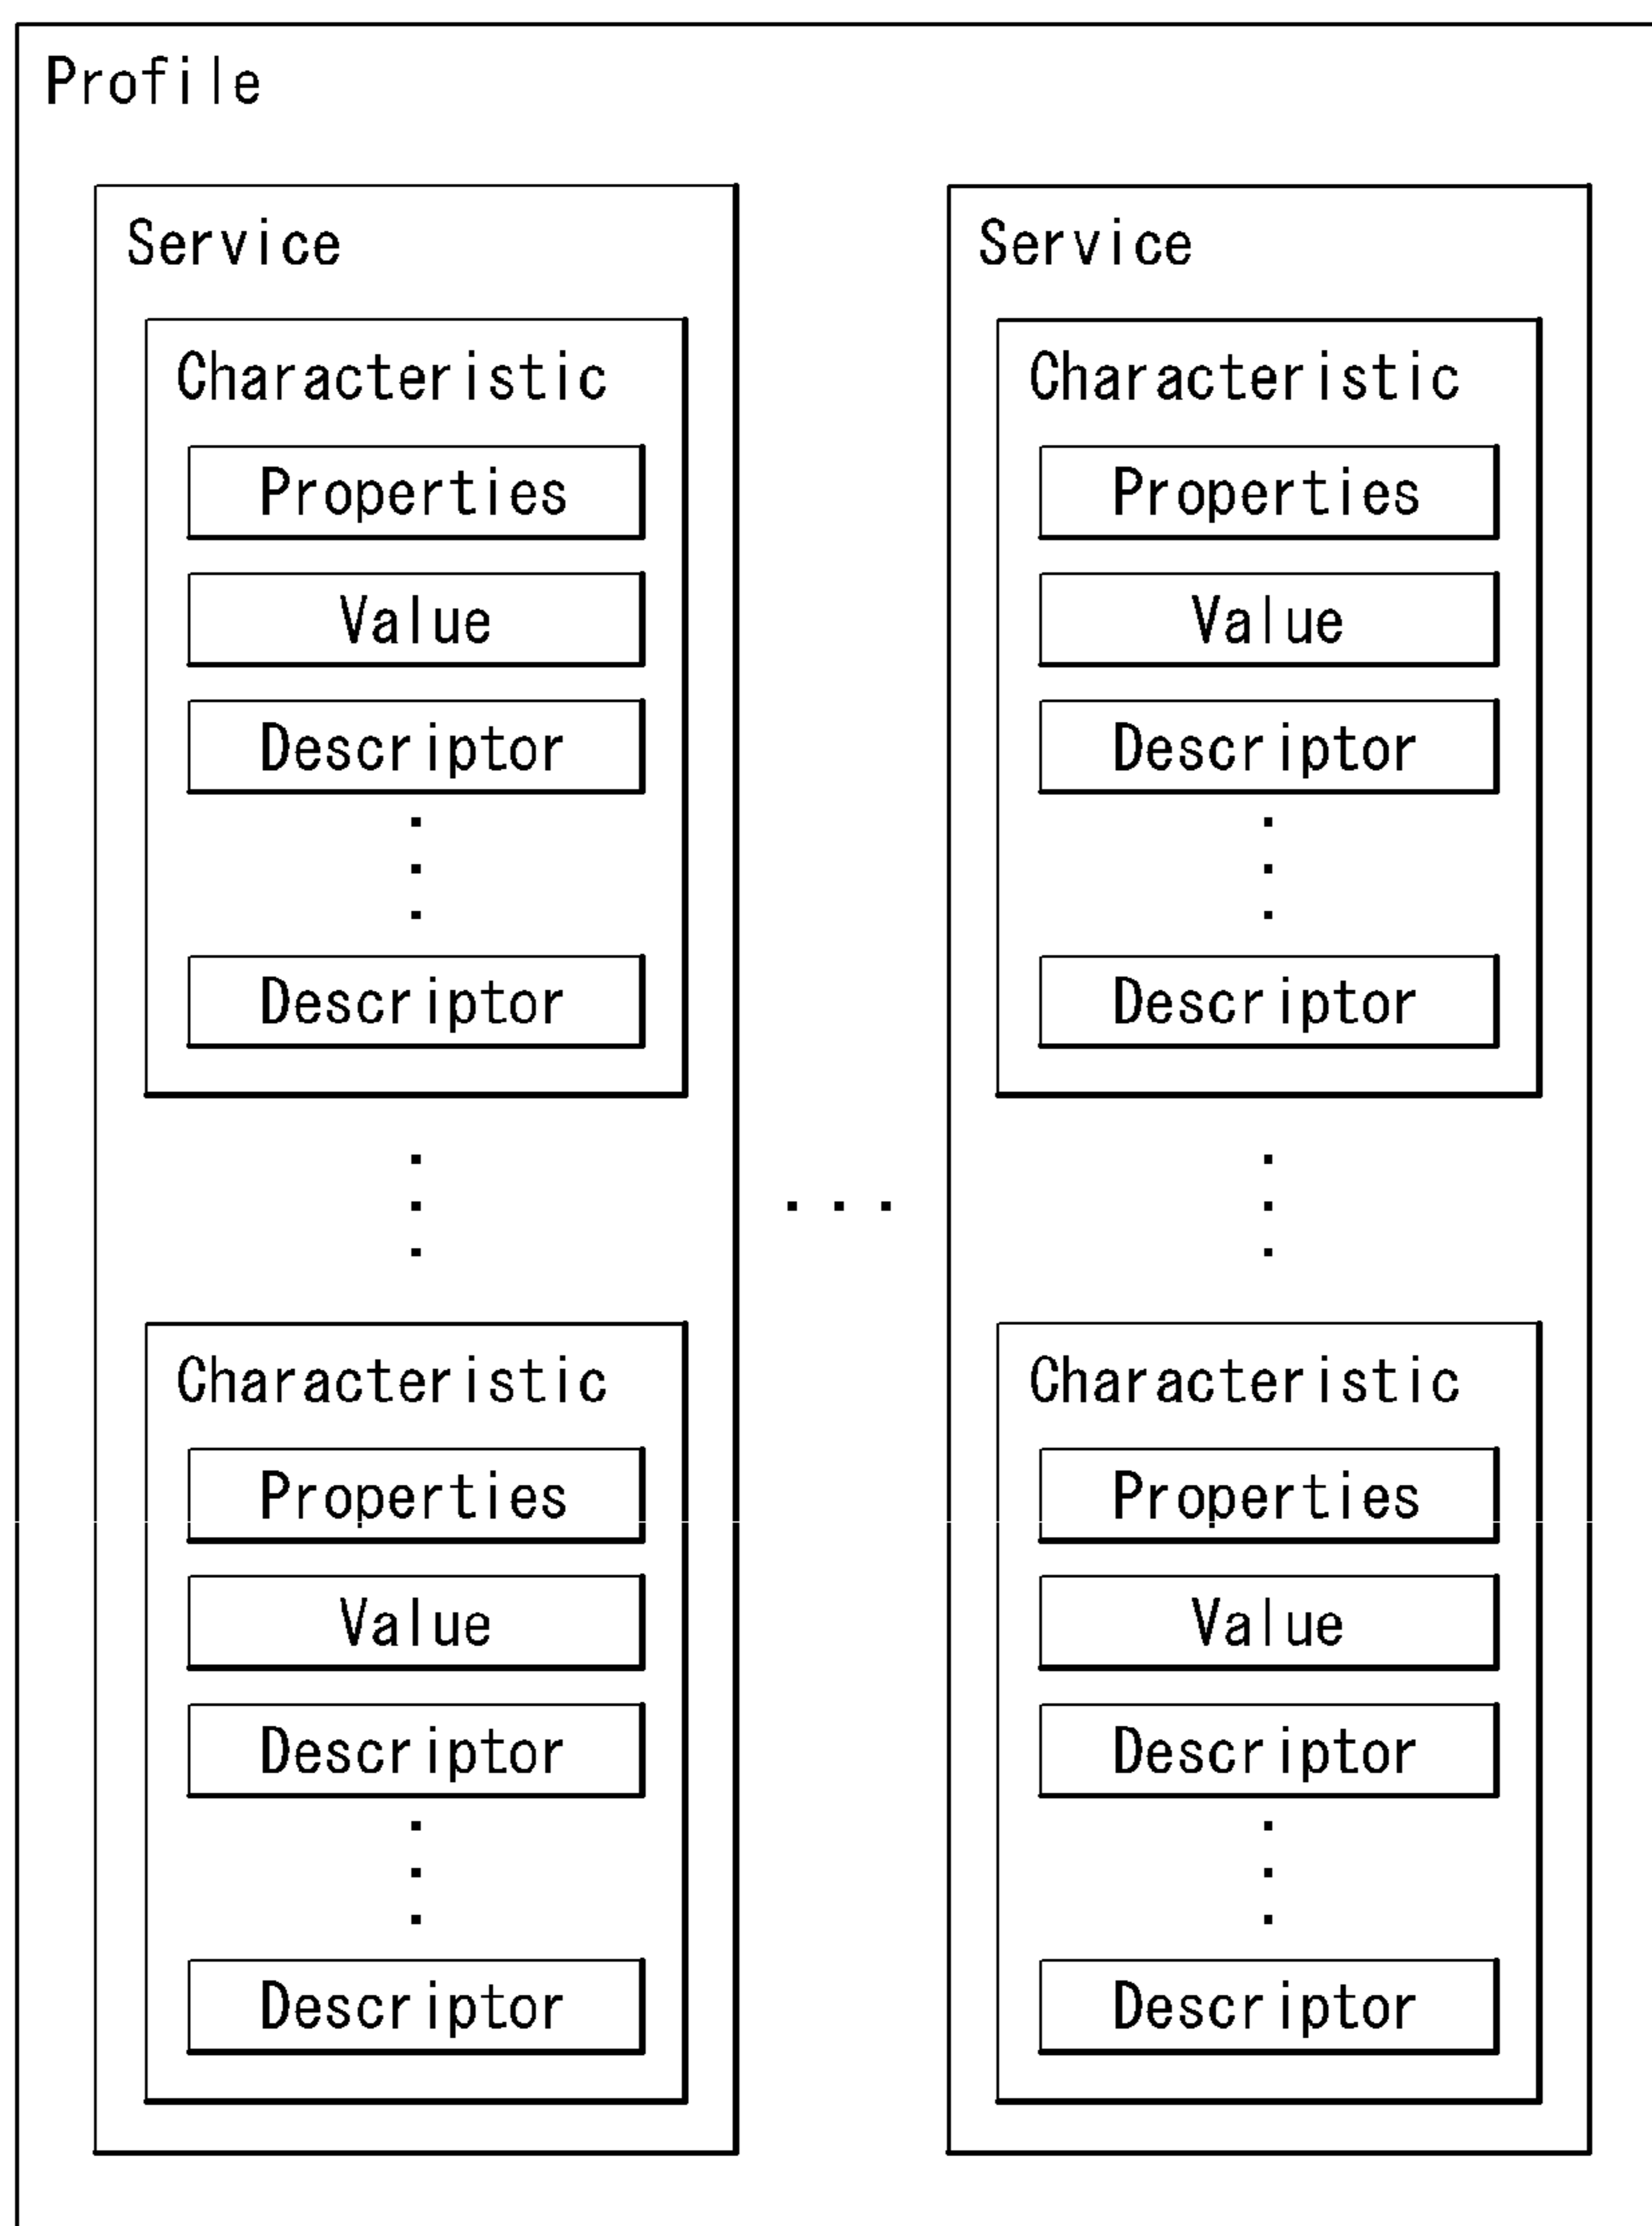 Profile
Service
Characteristic
Properties
Value
Descriptor
.
.
.
Descriptor
.
.
.
Characteristic
Properties
Value
Descriptor
.
.
.
Descriptor
. . .
Service
Characteristic
Properties
Value
Descriptor
.
.
.
Descriptor
.
.
.
Characteristic
Properties
Value
Descriptor
.
.
.
Descriptor